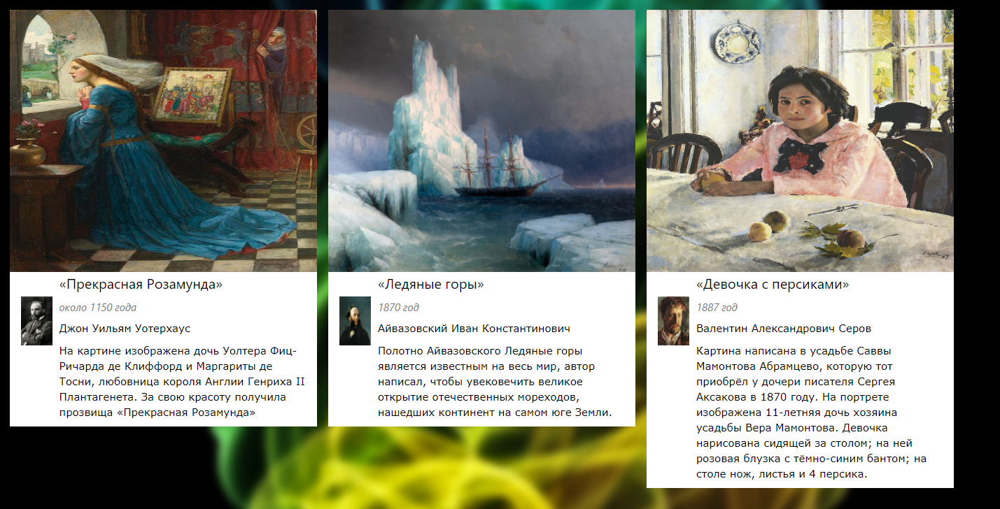 «Прекрасная Розамунда»
около 1150 года
Джон Уильям Уотерхаус
На картине изображена дочь Уолтера Фиц-
Ричарда де Клиффорд и Маргариты де
Тосни, любовница короля Англии Генриха II
Плантагенета. За свою красоту получила
прозвища «Прекрасная Розамунда»
«Ледяные горы»
1870 год
Айвазовский Иван Константинович
Полотно Айвазовского Ледяные горы
является известным на весь мир, автор
написал, чтобы увековечить великое
открытие отечественных мореходов,
нашедших континент на самом юге Земли.
«Девочка с персиками»
1887 год
Валентин Александрович Серов
Картина написана в усадьбе Саввы
Мамонтова Абрамцево, которую тот
приобрёл у дочери писателя Сергея
Аксакова в 1870 году. На портрете
изображена 11-летняя дочь хозяина
усадьбы Вера Мамонтова. Девочка
нарисована сидящей за столом; на ней
розовая блузка с тёмно-синим бантом; на
столе нож, листья и 4 персика.